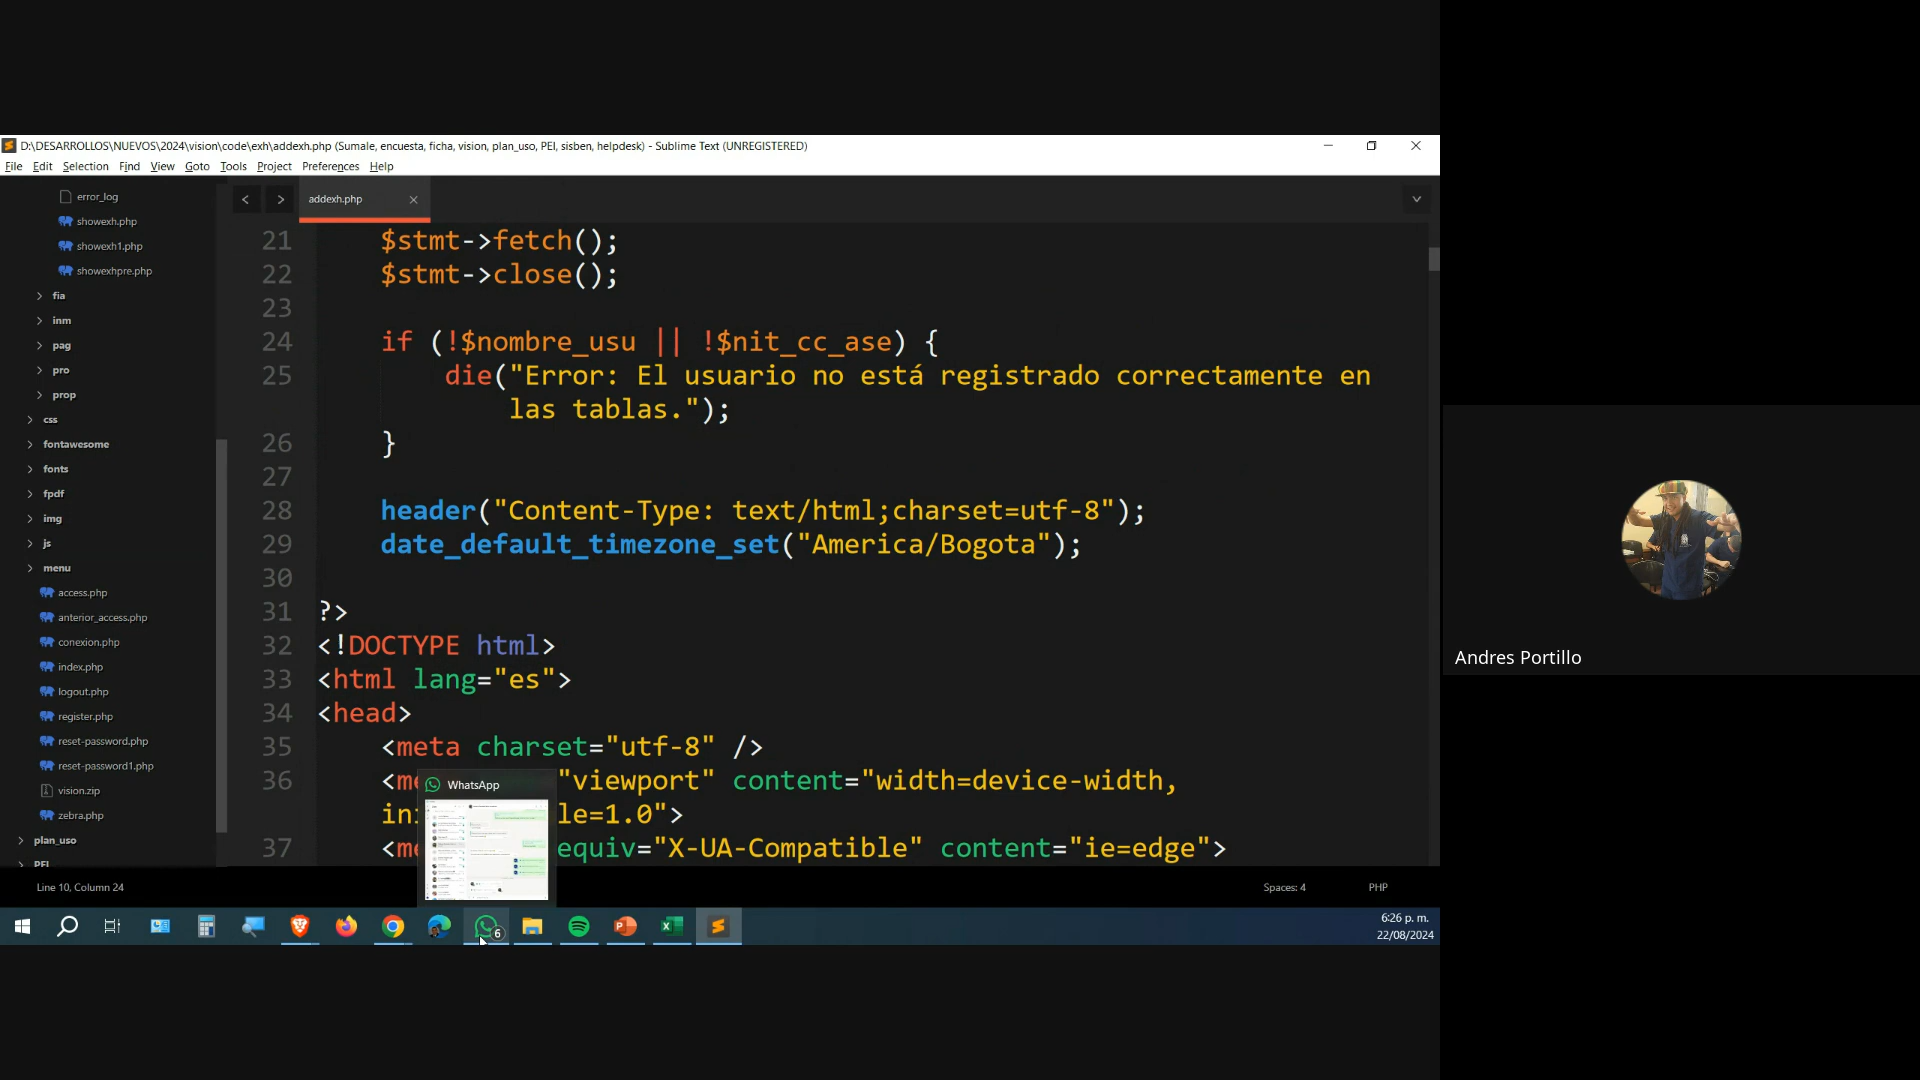 D:\DESARROLLOS\NUEVOS\2024\vision\code\exh\addexh.php (Sumale, encuesta, ficha, vision, plan_uso, PEI, sisben, helpdesk) - Sublime Text (UNREGISTERED)
File Edit Selection Find View Goto Tools Project Preferences Help
error_log
showexh.php
showexh1.php
showexhpre.php
fia
inm
pag
pro
prop
css
fontawesome
fonts
fpdf
img
js
menu
access.php
anterior_access.php
conexion.php
index.php
logout.php
register.php
reset-password.php
reset-password1.php
vision.zip
zebra.php
plan_uso
PEI
addexh.php
21 $stmt->fetch();
22 $stmt->close();
23
24 if (!$nombre_usu || !$nit_cc_ase) {
25 die("Error: El usuario no está registrado correctamente en
las tablas.");
26 }
27
28 header("Content-Type: text/html;charset=utf-8");
29 date_default_timezone_set("America/Bogota");
30
31 ?>
32 <!DOCTYPE html>
33 <html lang="es">
34 <head>
35 <meta charset="utf-8" />
36 <me "viewport" content="width=device-width,
ini le=1.0">
37 <me equiv="X-UA-Compatible" content="ie=edge">
WhatsApp
Line 10, Column 24
Spaces: 4
PHP
6
6:26 p. m.
22/08/2024
Andres Portillo